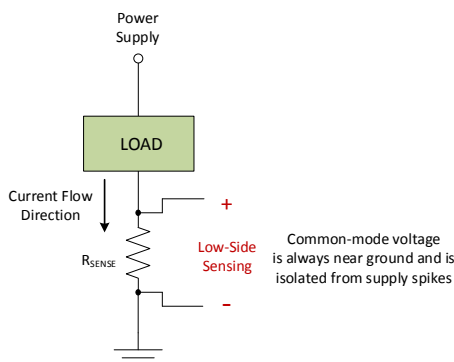 Power
Supply
LOAD
Current Flow
Direction
+
RSENSE
Low-Side
Sensing
Common-mode voltage
is always near ground and is
isolated from supply spikes
-